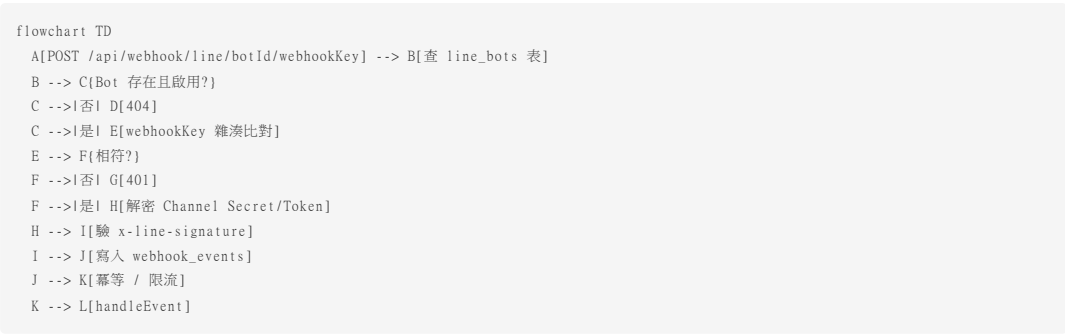 flowchart TD
A[POST /api/webhook/line/botId/webhookKey] --> B[查 line_bots 表]
B --> C{Bot 存在且啟用?}
C -->|否| D[404]
C -->|是| E[webhookKey 雜湊比對]
E --> F{相符?}
F -->|否| G[401]
F -->|是| H[解密 Channel Secret/Token]
H --> I[驗 x-line-signature]
I --> J[寫入 webhook_events]
J --> K[冪等 / 限流]
K --> L[handleEvent]